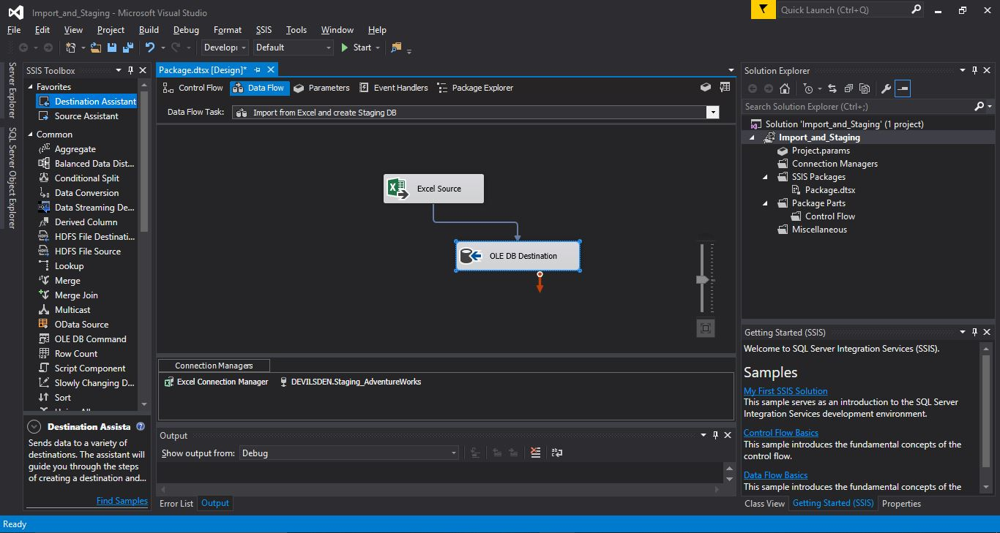 Import_and_Staging - Microsoft Visual Studio
Quick Launch (Ctrl+Q)
File Edit View Project Build Debug Format SSIS Tools Window Help
Develop Default Start
Server Explorer
SQL Server Object Explorer
SSIS Toolbox
Favorites
Destination Assistant
Source Assistant
Common
Aggregate
Balanced Data Dist...
Conditional Split
Data Conversion
Data Streaming De...
Derived Column
HDFS File Destinati...
HDFS File Source
Lookup
Merge
Merge Join
Multicast
OData Source
OLE DB Command
Row Count
Script Component
Slowly Changing D...
Sort
Destination Assista
Sends data to a variety of
destinations. The assistant will
guide you through the steps
of creating a destination and...
Find Samples
Package.dtsx [Design]*
Control Flow Data Flow Parameters Event Handlers Package Explorer
Data Flow Task: Import from Excel and create Staging DB
Excel Source
OLE DB Destination
Connection Managers
Excel Connection Manager DEVILSDEN.Staging_AdventureWorks
Output
Show output from: Debug
Error List Output
Solution Explorer
Search Solution Explorer (Ctrl+;)
Solution 'Import_and_Staging' (1 project)
Import_and_Staging
Project.params
Connection Managers
SSIS Packages
Package.dtsx
Package Parts
Control Flow
Miscellaneous
Getting Started (SSIS)
Welcome to SQL Server Integration Services (SSIS).
Samples
My First SSIS Solution
This sample serves as an introduction to the SQL Server
Integration Services development environment.
Control Flow Basics
This sample introduces the fundamental concepts of the
control flow.
Data Flow Basics
This sample introduces the fundamental concepts of the
Class View Getting Started (SSIS) Properties
Ready